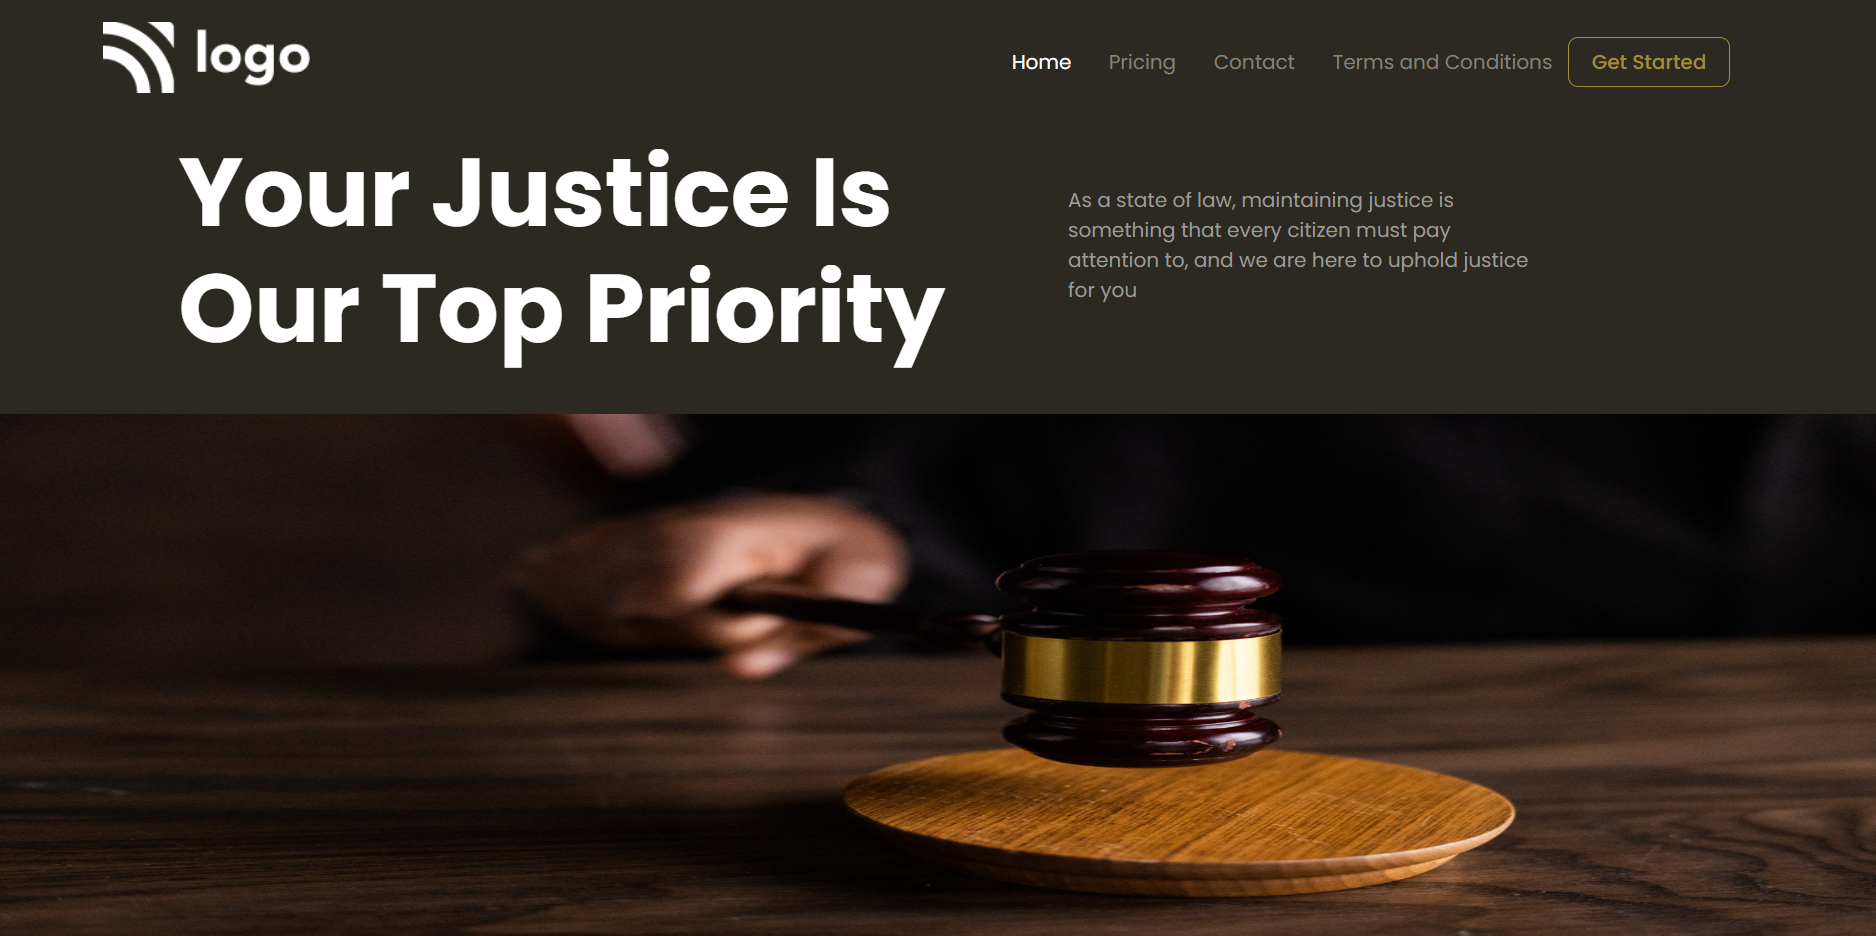 logo
Home Pricing Contact Terms and Conditions Get Started
Your Justice Is
Our Top Priority
As a state of law, maintaining justice is
something that every citizen must pay
attention to, and we are here to uphold justice
for you